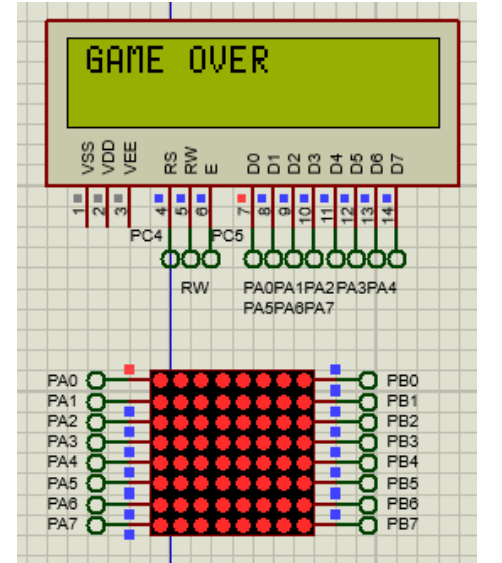 GAME OVER
VSS VDD VEE RS RW E D0 D1 D2 D3 D4 D5 D6 D7
1 2 3 4 5 6 7 8 9 10 11 12 13 14
PC4 PC5
RW PA0PA1PA2PA3PA4
PA5PA6PA7
PA0 PB0
PA1 PB1
PA2 PB2
PA3 PB3
PA4 PB4
PA5 PB5
PA6 PB6
PA7 PB7